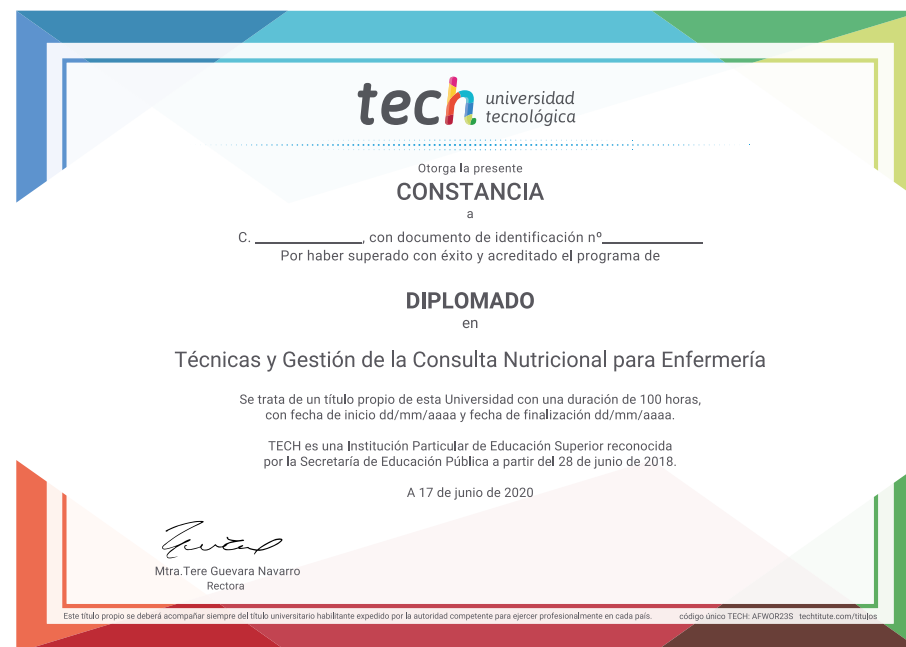 tech universidad
tecnológica
Otorga la presente
CONSTANCIA
a
C. ______________, con documento de identificación nº_____________
Por haber superado con éxito y acreditado el programa de
DIPLOMADO
en
Técnicas y Gestión de la Consulta Nutricional para Enfermería
Se trata de un título propio de esta Universidad con una duración de 100 horas,
con fecha de inicio dd/mm/aaaa y fecha de finalización dd/mm/aaaa.
TECH es una Institución Particular de Educación Superior reconocida
por la Secretaría de Educación Pública a partir del 28 de junio de 2018.
A 17 de junio de 2020
Mtra.Tere Guevara Navarro
Rectora
Este título propio se deberá acompañar siempre del título universitario habilitante expedido por la autoridad competente para ejercer profesionalmente en cada país. código único TECH: AFWOR23S techtitute.com/titulos